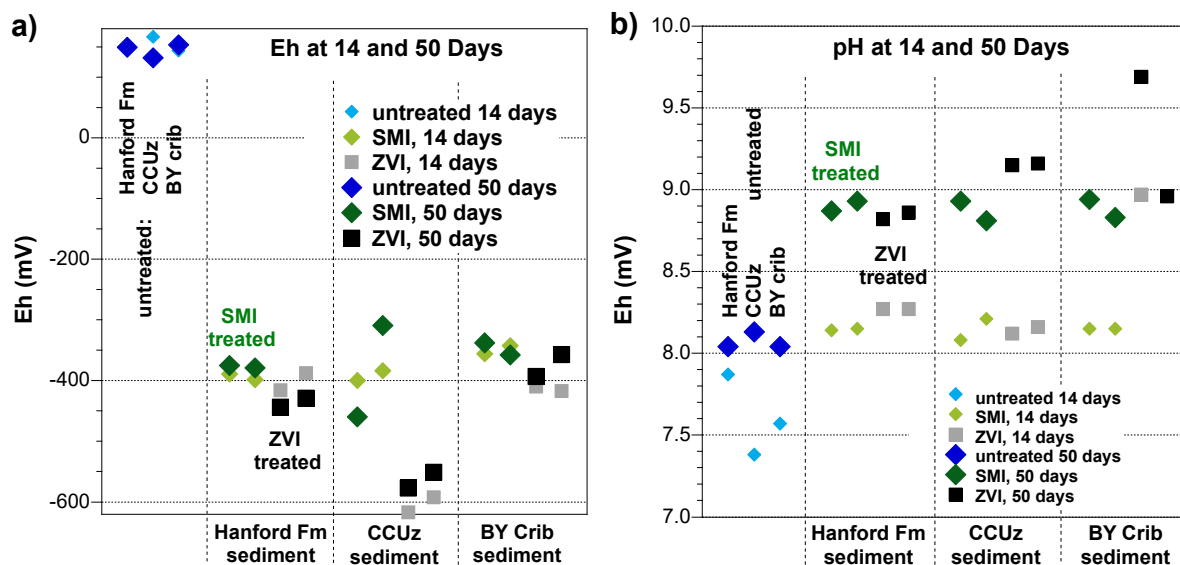 a)
Eh at 14 and 50 Days
Eh (mV)
0
-200
-400
-600
Hanford Fm
CCUz
BY crib
untreated:
untreated 14 days
SMI, 14 days
ZVI, 14 days
untreated 50 days
SMI, 50 days
ZVI, 50 days
SMI
treated
ZVI
treated
Hanford Fm
sediment
CCUz
sediment
BY Crib
sediment
b)
pH at 14 and 50 Days
Eh (mV)
10.0
9.5
9.0
8.5
8.0
7.5
7.0
Hanford Fm
CCUz
BY crib
untreated
SMI
treated
ZVI
treated
untreated 14 days
SMI, 14 days
ZVI, 14 days
untreated 50 days
SMI, 50 days
ZVI, 50 days
Hanford Fm
sediment
CCUz
sediment
BY Crib
sediment